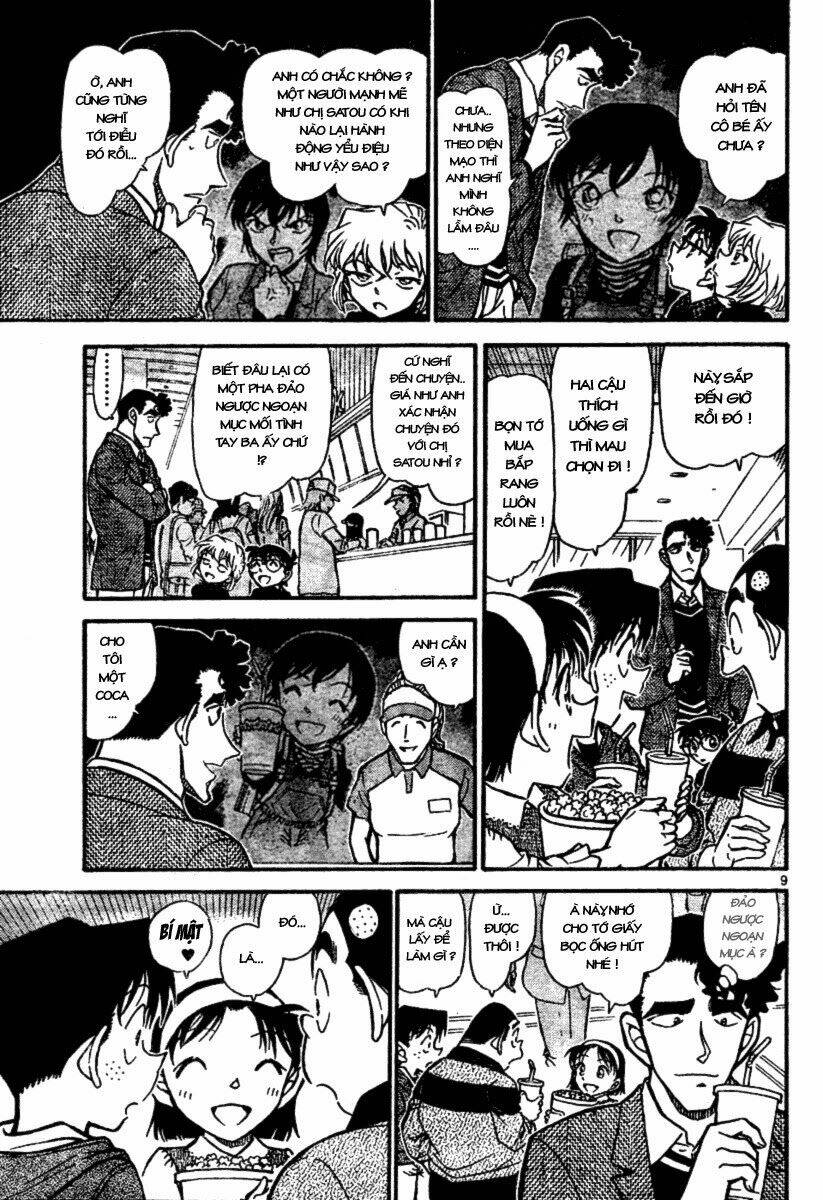 ANH ĐÃ
HỎI TÊN
CÔ BÉ ẤY
CHƯA ?
CHƯA..
NHƯNG
THEO DIỆN
MẠO THÌ
ANH NGHĨ
MÌNH
KHÔNG
LẦM ĐÂU
....
ANH CÓ CHẮC KHÔNG ?
MỘT NGƯỜI MẠNH MẼ
NHƯ CHỊ SATOU CÓ KHI
NÀO LẠI HÀNH
ĐỘNG YỂU ĐIỆU
NHƯ VẬY SAO ?
Ờ, ANH
CŨNG TỪNG
NGHĨ
TỚI ĐIỀU
ĐÓ RỒI...
NÀY,SẮP
ĐẾN GIỜ
RỒI ĐÓ !
HAI CẬU
THÍCH
UỐNG GÌ
THÌ MAU
CHỌN ĐI !
BỌN TỚ
MUA
BẮP
RANG
LUÔN
RỒI NÈ !
CỨ NGHĨ
ĐẾN CHUYỆN..
GIÁ NHƯ ANH
XÁC NHẬN
CHUYỆN ĐÓ
VỚI CHỊ
SATOU NHỈ ?
BIẾT ĐÂU LẠI CÓ
MỘT PHA ĐẢO
NGƯỢC NGOẠN
MỤC MỐI TÌNH
TAY BA ẤY CHỨ
!?
........
ANH CẦN
GÌ Ạ ?
CHO
TÔI
MỘT
COCA
...
9
ĐẢO
NGƯỢC
NGOẠN
MỤC À ?
À NÀY,NHỚ
CHO TỚ GIẤY
BỌC ỐNG HÚT
NHÉ !
Ừ...
ĐƯỢC
THÔI !
MÀ CẬU
LẤY ĐỂ
LÀM GÌ ?
ĐÓ...
LÀ...
BÍ MẬT
♥